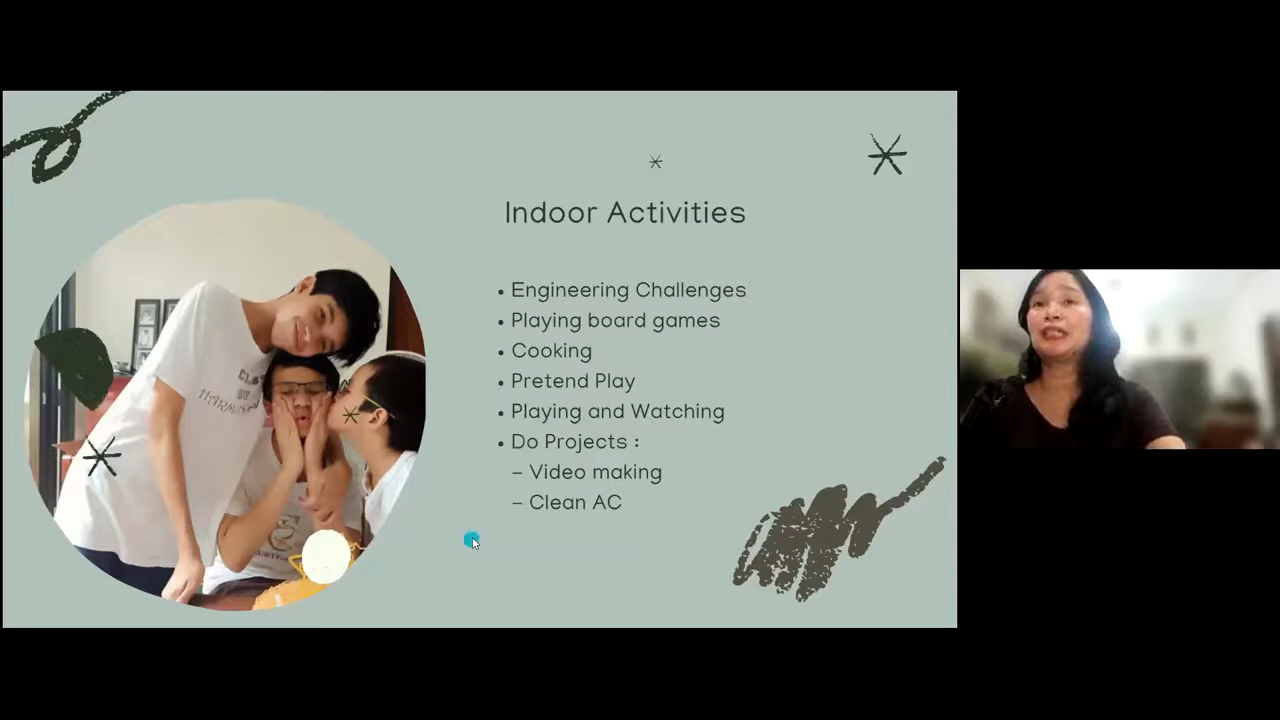 Indoor Activities
• Engineering Challenges
• Playing board games
• Cooking
• Pretend Play
• Playing and Watching
• Do Projects :
– Video making
– Clean AC